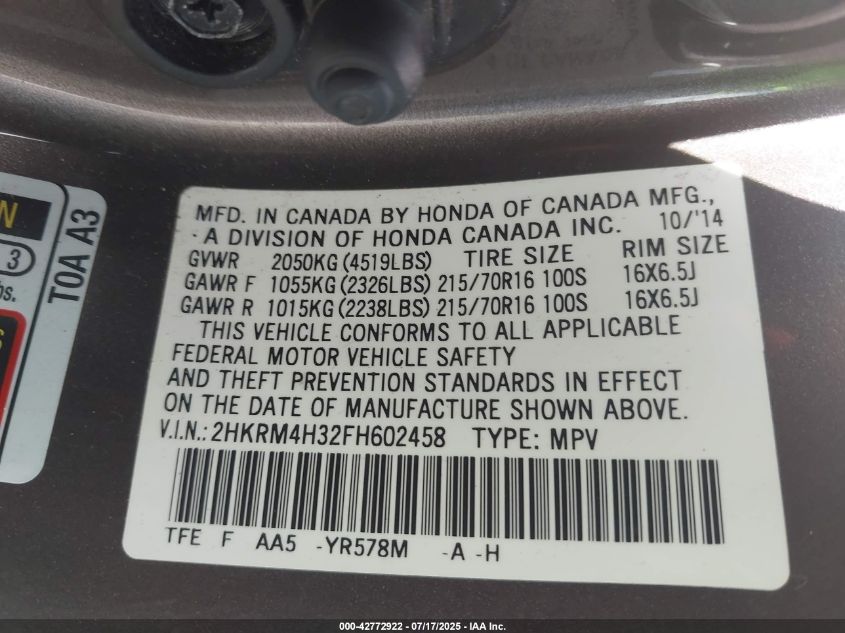 MFD. IN CANADA BY HONDA OF CANADA MFG.,
-A DIVISION OF HONDA CANADA INC. 10/'14
GVWR 2050KG (4519LBS) TIRE SIZE RIM SIZE
GAWR F 1055KG (2326LBS) 215/70R16 100S 16X6.5J
GAWR R 1015KG (2238LBS) 215/70R16 100S 16X6.5J
THIS VEHICLE CONFORMS TO ALL APPLICABLE
FEDERAL MOTOR VEHICLE SAFETY
AND THEFT PREVENTION STANDARDS IN EFFECT
ON THE DATE OF MANUFACTURE SHOWN ABOVE.
V.I.N.: 2HKRM4H32FH602458 TYPE: MPV
TFE F AA5 -YR578M -A -H
N
3
bs.
S
T0A A3
000-42772922 - 07/17/2025 - IAA Inc.